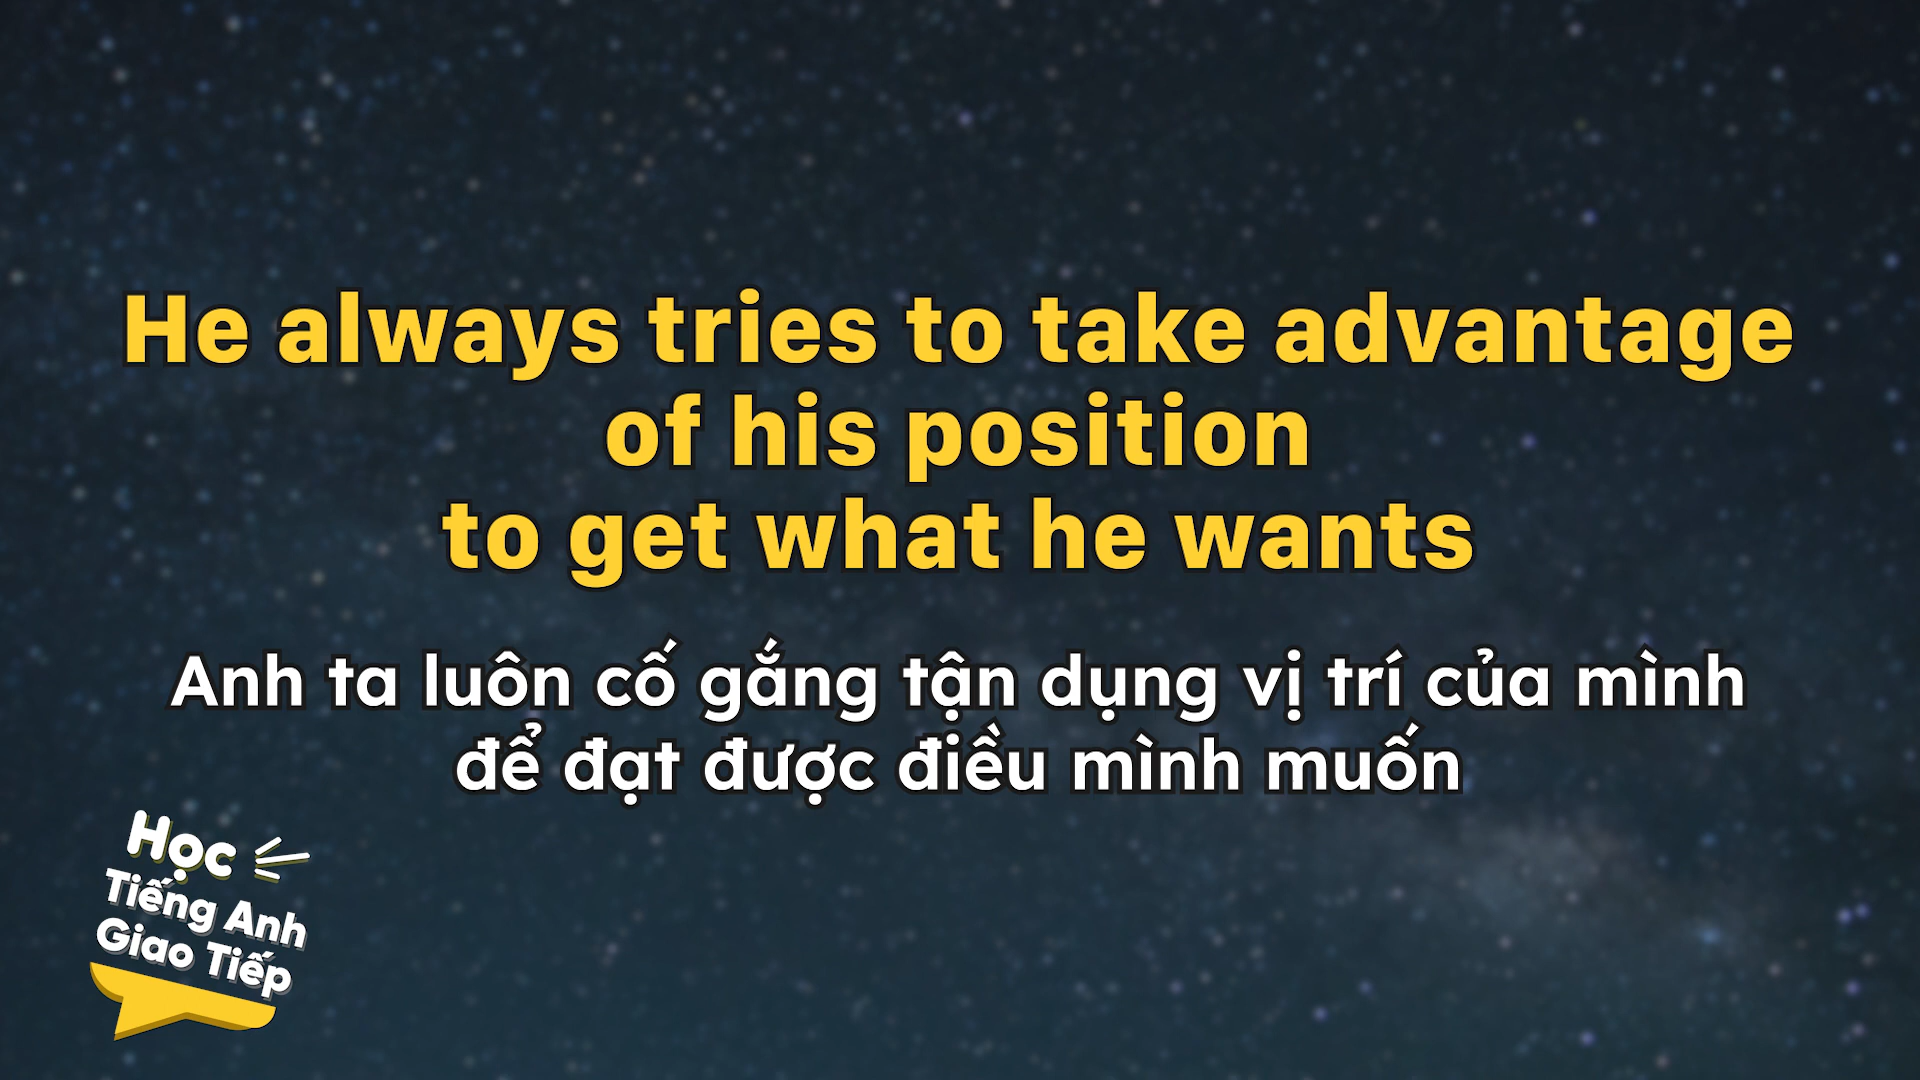 He always tries to take advantage
of his position
to get what he wants
Anh ta luôn cố gắng tận dụng vị trí của mình
để đạt được điều mình muốn
Học
Tiếng Anh
Giao Tiếp